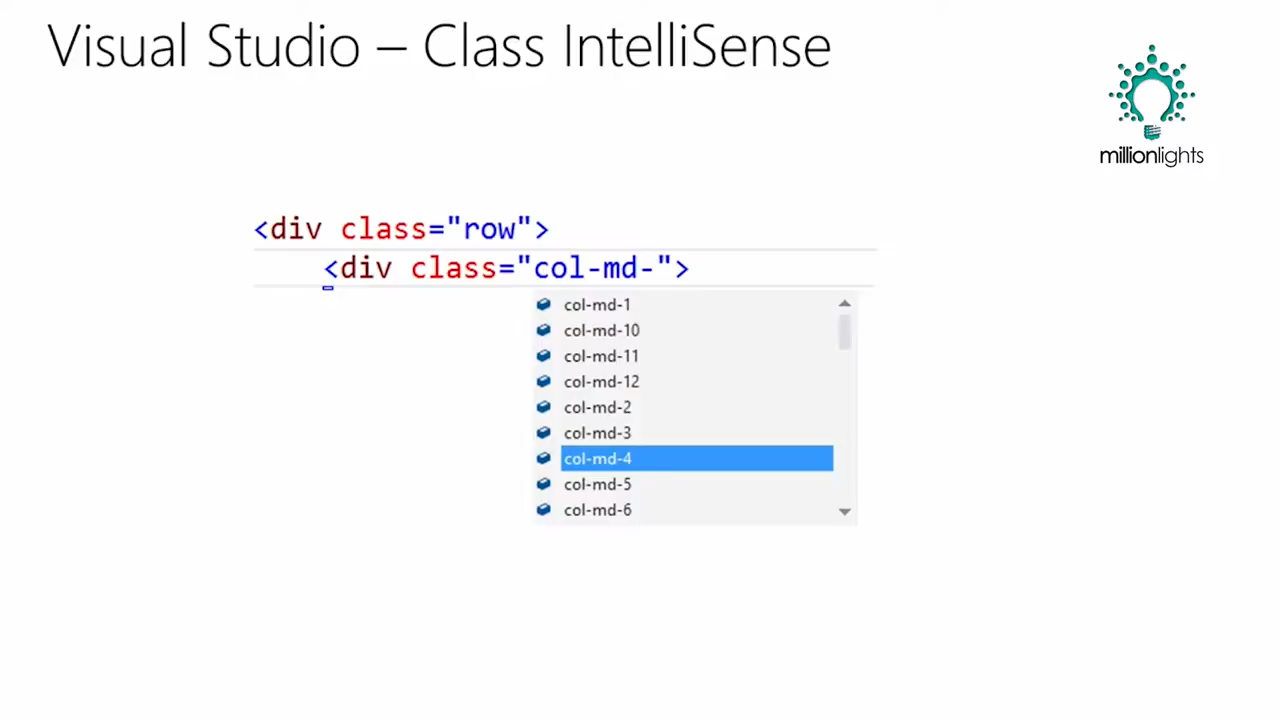 Visual Studio – Class IntelliSense
millionlights
<div class="row">
<div class="col-md-">
col-md-1
col-md-10
col-md-11
col-md-12
col-md-2
col-md-3
col-md-4
col-md-5
col-md-6